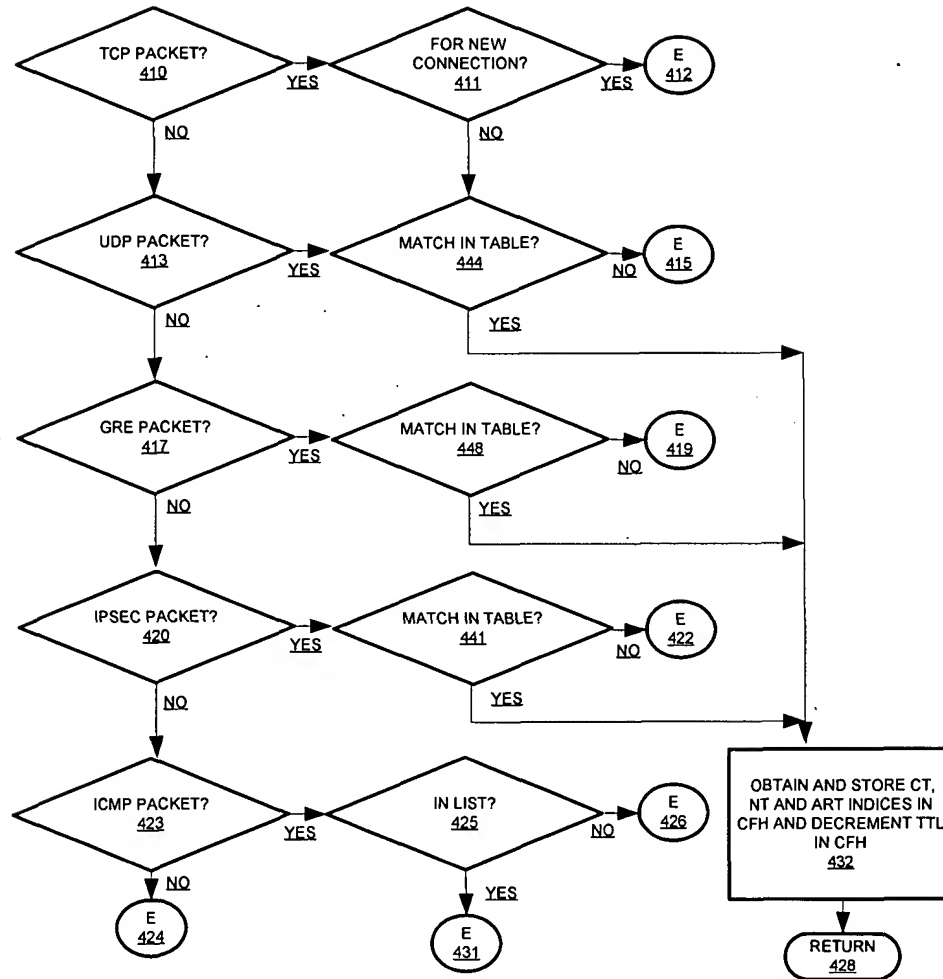 TCP PACKET?
410
YES
FOR NEW
CONNECTION?
411
YES
E
412
NO
NO
UDP PACKET?
413
YES
MATCH IN TABLE?
444
NO
E
415
NO
YES
GRE PACKET?
417
YES
MATCH IN TABLE?
448
NO
E
419
NO
YES
IPSEC PACKET?
420
YES
MATCH IN TABLE?
441
NO
E
422
NO
YES
ICMP PACKET?
423
YES
IN LIST?
425
NO
E
426
OBTAIN AND STORE CT,
NT AND ART INDICES IN
CFH AND DECREMENT TTL
IN CFH
432
NO
YES
E
424
E
431
RETURN
428